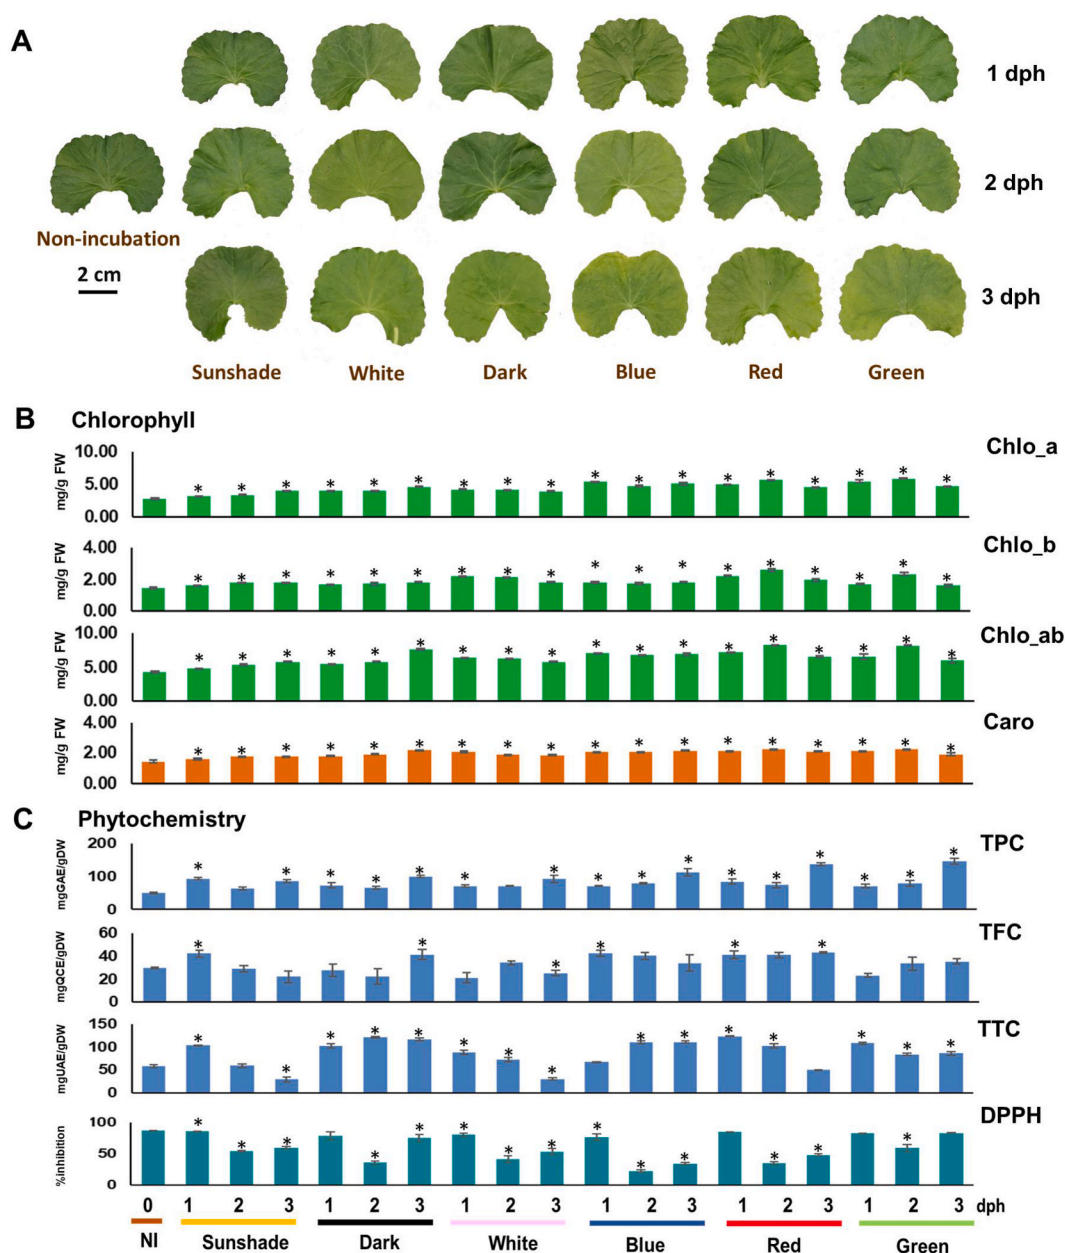 A
1 dph
2 dph
Non-incubation
2 cm
3 dph
Sunshade White Dark Blue Red Green
B Chlorophyll
Chlo_a
mg/g FW
10.00
5.00
0.00
* * * * * * * * * * * * * * * * * *
Chlo_b
mg/g FW
4.00
2.00
0.00
* * * * * * * * * * * * * * * * * *
Chlo_ab
mg/g FW
10.00
5.00
0.00
* * * * * * * * * * * * * * * * * *
Caro
mg/g FW
4.00
2.00
0.00
* * * * * * * * * * * * * * * * * *
C Phytochemistry
TPC
mgGAE/gDW
200
100
0
* * * * * * * * * * * * * * * *
TFC
mgQCE/gDW
60
40
20
0
* * * * * *
TTC
mgUAE/gDW
150
100
50
0
* * * * * * * * * * * * * * *
DPPH
%inhibition
100
50
0
* * * * * * * * * * * * * *
0 1 2 3 1 2 3 1 2 3 1 2 3 1 2 3 1 2 3 dph
NI Sunshade Dark White Blue Red Green